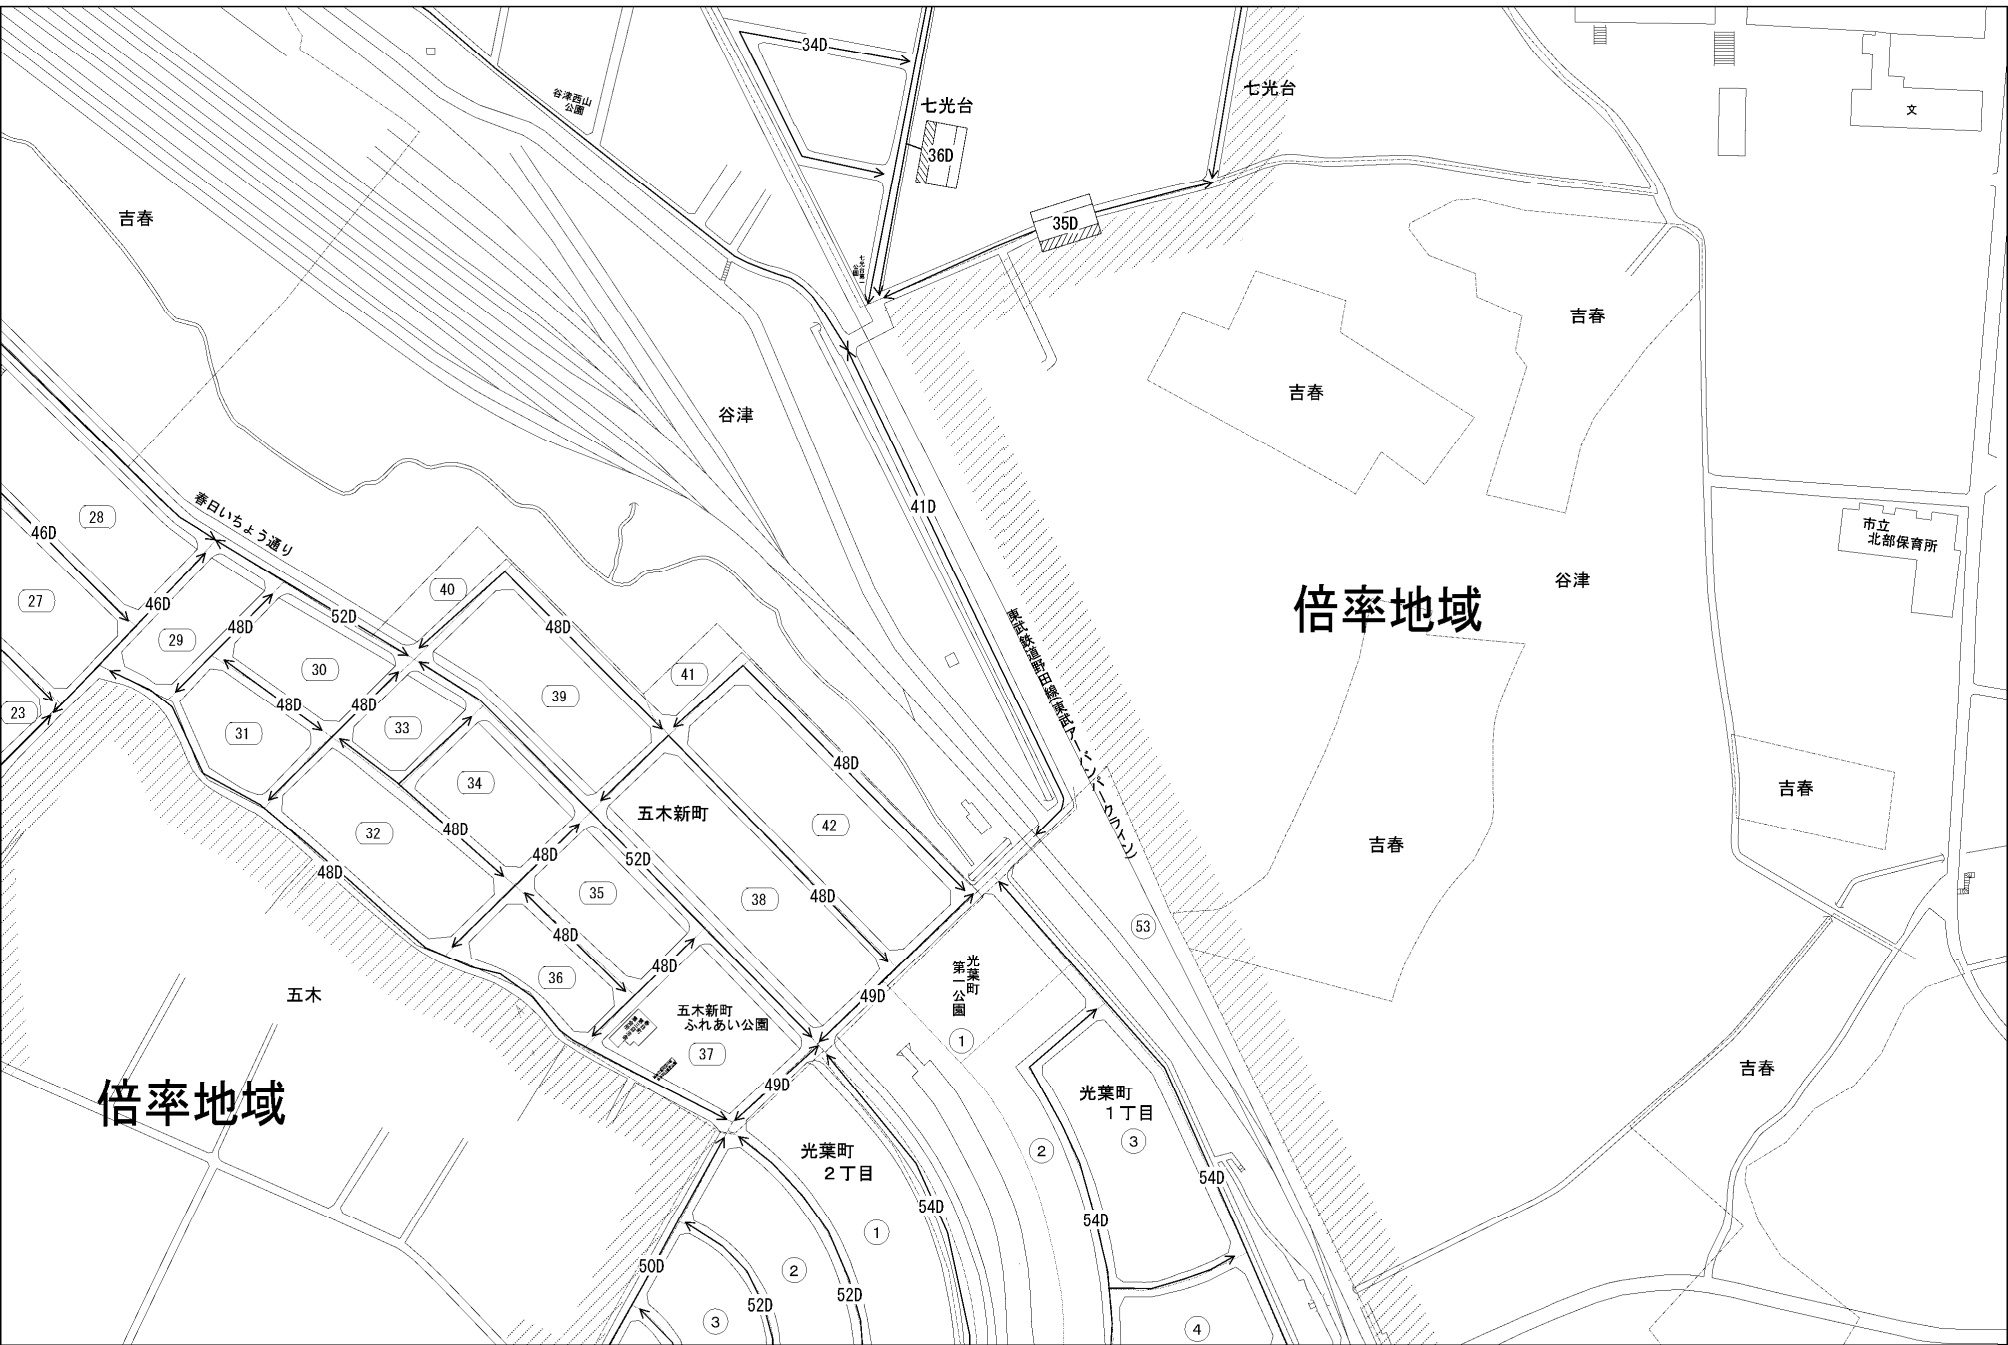 34D
谷津西山
公園
七光台
七光台
文
36D
吉春
35D
吉春
吉春
谷津
41D
春日いちょう通り
28
46D
市立
北部保育所
谷津
27
46D
40
29
48D
52D
48D
倍率地域
東武鉄道野田線(東武アーバンパークライン)
30
41
39
23
48D
48D
31
33
48D
34
吉春
五木新町
42
32
48D
48D
52D
吉春
48D
35
38
48D
53
48D
36
48D
五木
49D
光葉町
第一公園
五木新町
ふれあい公園
37
1
吉春
49D
倍率地域
光葉町
1丁目
3
光葉町
2丁目
2
54D
54D
54D
1
50D
2
52D
52D
3
4